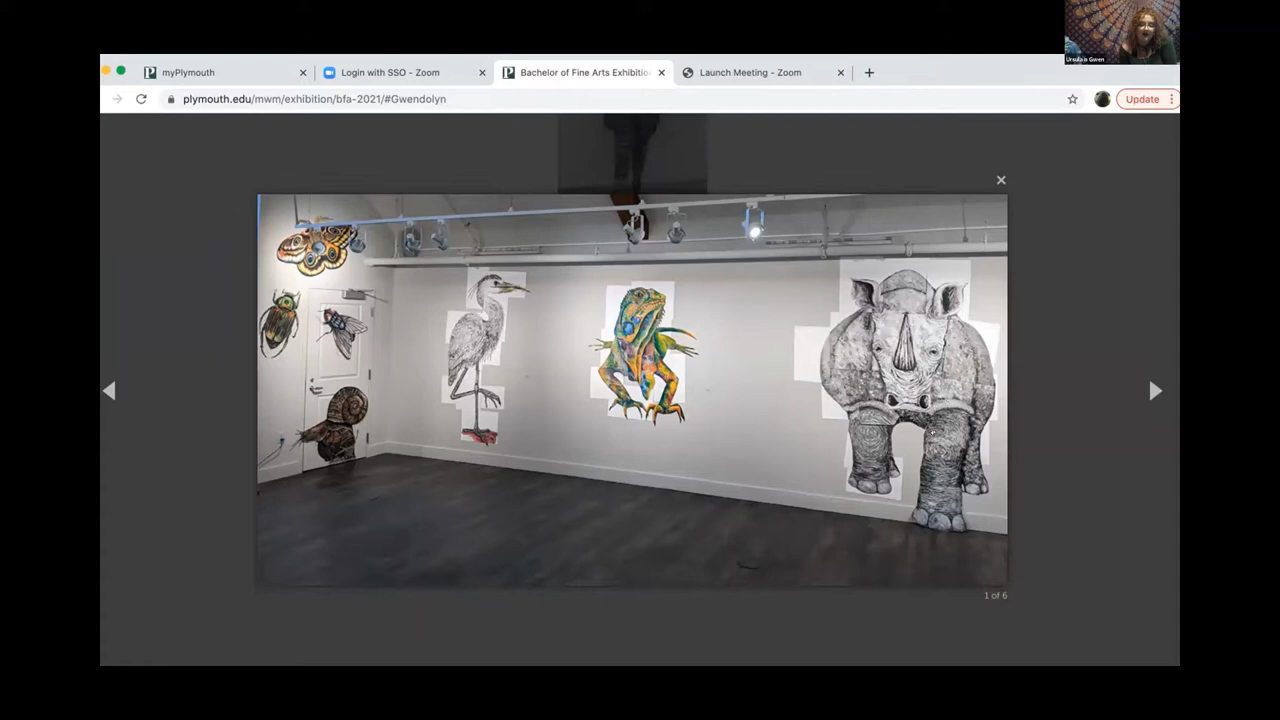 myPlymouth
Login with SSO - Zoom
Bachelor of Fine Arts Exhibitio
Launch Meeting - Zoom
plymouth.edu/mwm/exhibition/bfa-2021/#Gwendolyn
Update
1 of 6